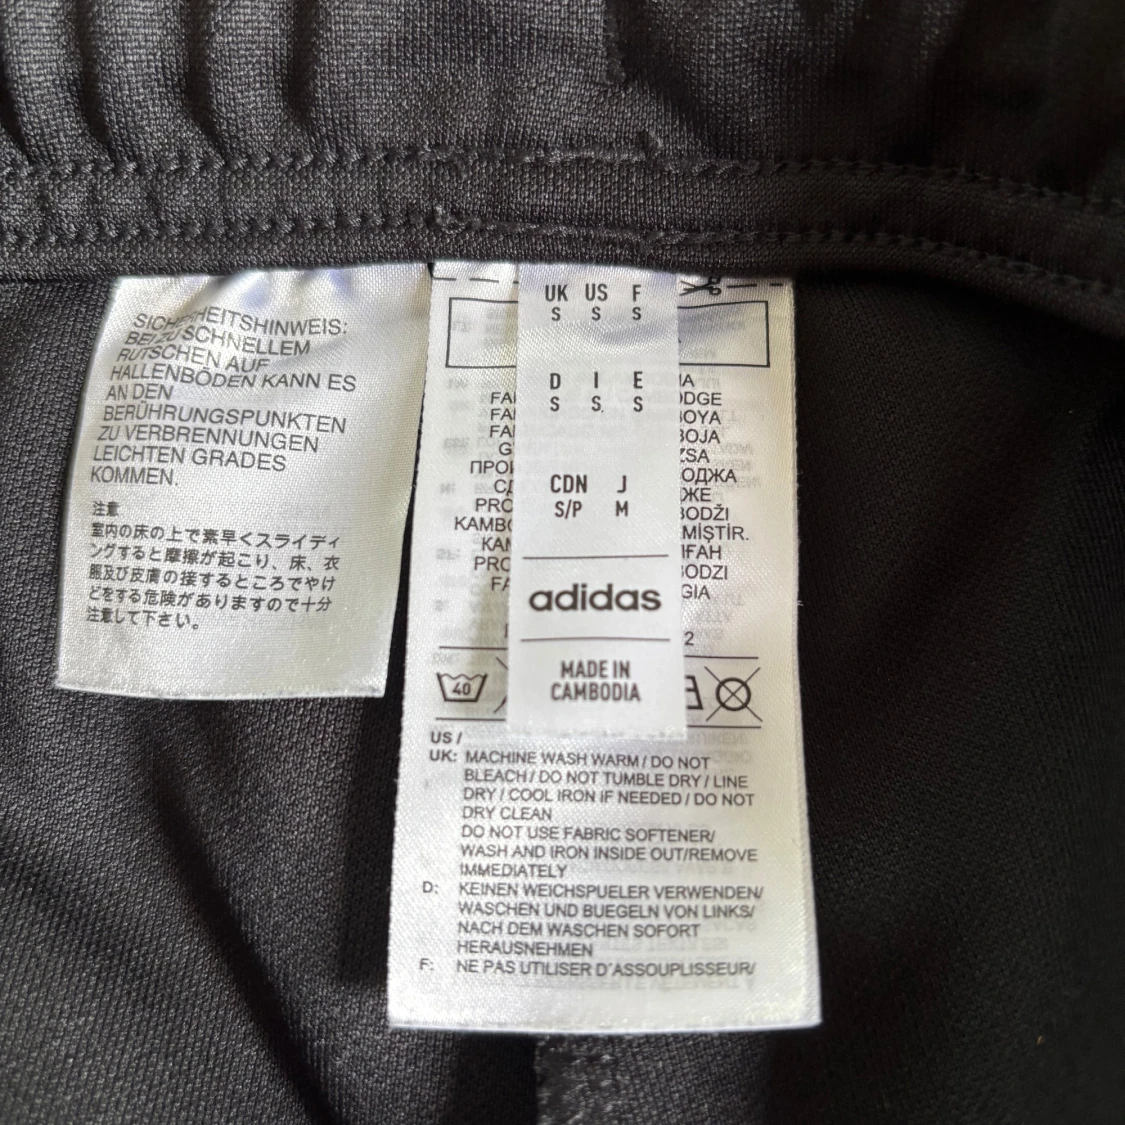 SICHERHEITSHINWEIS:
BEI ZU SCHNELLEM
RUTSCHEN AUF
HALLENBÖDEN KANN ES
AN DEN
BERÜHRUNGSPUNKTEN
ZU VERBRENNUNGEN
LEICHTEN GRADES
KOMMEN.
注意
室内の床の上で素早くスライディ
ングすると摩擦が起こり、床、衣
服及び皮膚の接するところでやけ
どをする危険がありますので十分
注意して下さい。
UK US F
S S S
D I E
S S S
CDN J
S/P M
adidas
MADE IN
CAMBODIA
40
US /
UK: MACHINE WASH WARM / DO NOT
BLEACH / DO NOT TUMBLE DRY / LINE
DRY / COOL IRON IF NEEDED / DO NOT
DRY CLEAN
DO NOT USE FABRIC SOFTENER/
WASH AND IRON INSIDE OUT/REMOVE
IMMEDIATELY
D: KEINEN WEICHSPUELER VERWENDEN/
WASCHEN UND BUEGELN VON LINKS/
NACH DEM WASCHEN SOFORT
HERAUSNEHMEN
F: NE PAS UTILISER D'ASSOUPLISSEUR/